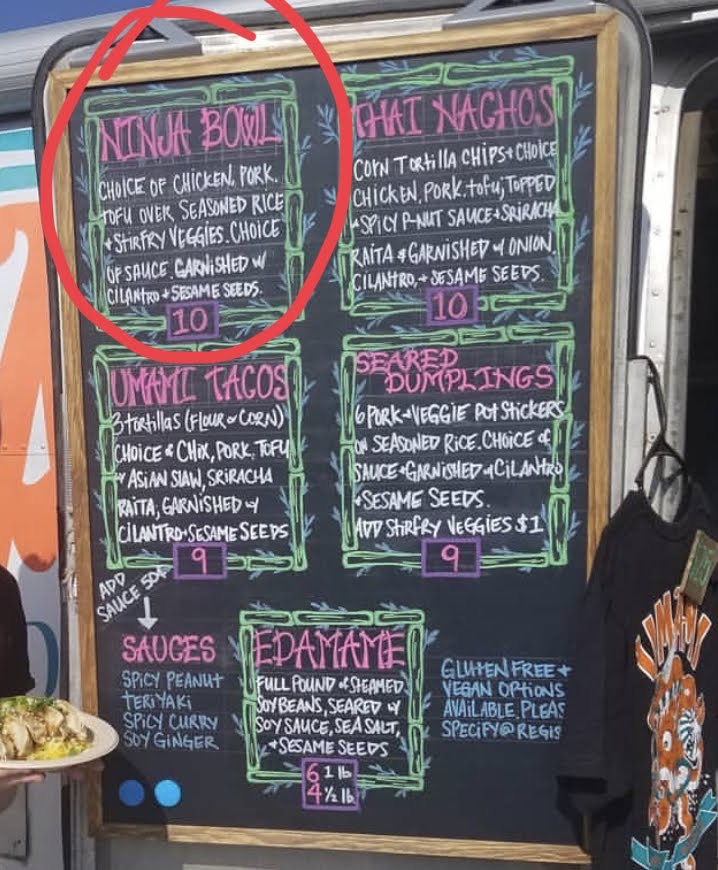 NINJA BOWL
CHOICE OF CHICKEN, PORK.
TOFU OVER SEASONED RICE
+ STIRFRY VEGGIES. CHOICE
OF SAUCE. GARNISHED W/
CILANTRO + SESAME SEEDS.
10
THAI NACHOS
CORN TORTILLA CHIPS + CHOICE
CHICKEN, PORK, TOFU, TOPPED
+ SPICY P-NUT SAUCE + SRIRACHA
RAITA & GARNISHED W/ ONION,
CILANTRO, + SESAME SEEDS.
10
UMAMI TACOS
3 TORTILLAS (FLOUR or CORN)
CHOICE of CHIX, PORK, TOFU
W/ ASIAN SLAW, SRIRACHA
RAITA, GARNISHED W/
CILANTRO + SESAME SEEDS
9
SEARED
DUMPLINGS
6 PORK + VEGGIE POT STICKERS
ON SEASONED RICE. CHOICE of
SAUCE + GARNISHED W/ CILANTRO
+ SESAME SEEDS.
ADD STIRFRY VEGGIES $1
9
ADD
SAUCE 50¢
SAUCES
SPICY PEANUT
TERIYAKI
SPICY CURRY
SOY GINGER
EDAMAME
FULL POUND of STEAMED
SOYBEANS, SEARED W/
SOY SAUCE, SEA SALT,
+ SESAME SEEDS
6 1 lb
4 ½ lb
GLUTEN FREE +
VEGAN OPTIONS
AVAILABLE. PLEAS
SPECIFY @ REGIS
UMAMI